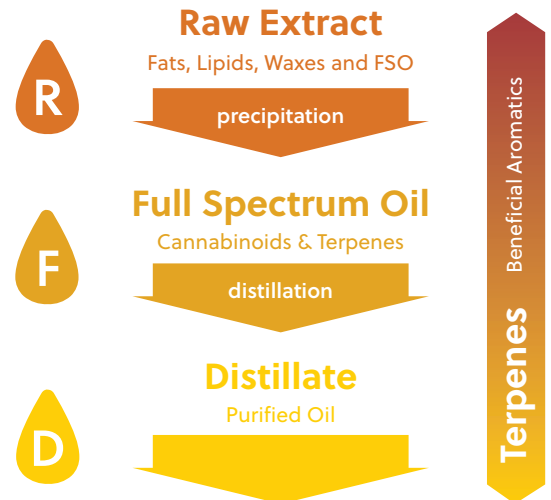 R
Raw Extract
Fats, Lipids, Waxes and FSO
precipitation
F
Full Spectrum Oil
Cannabinoids & Terpenes
distillation
D
Distillate
Purified Oil
Terpenes Beneficial Aromatics